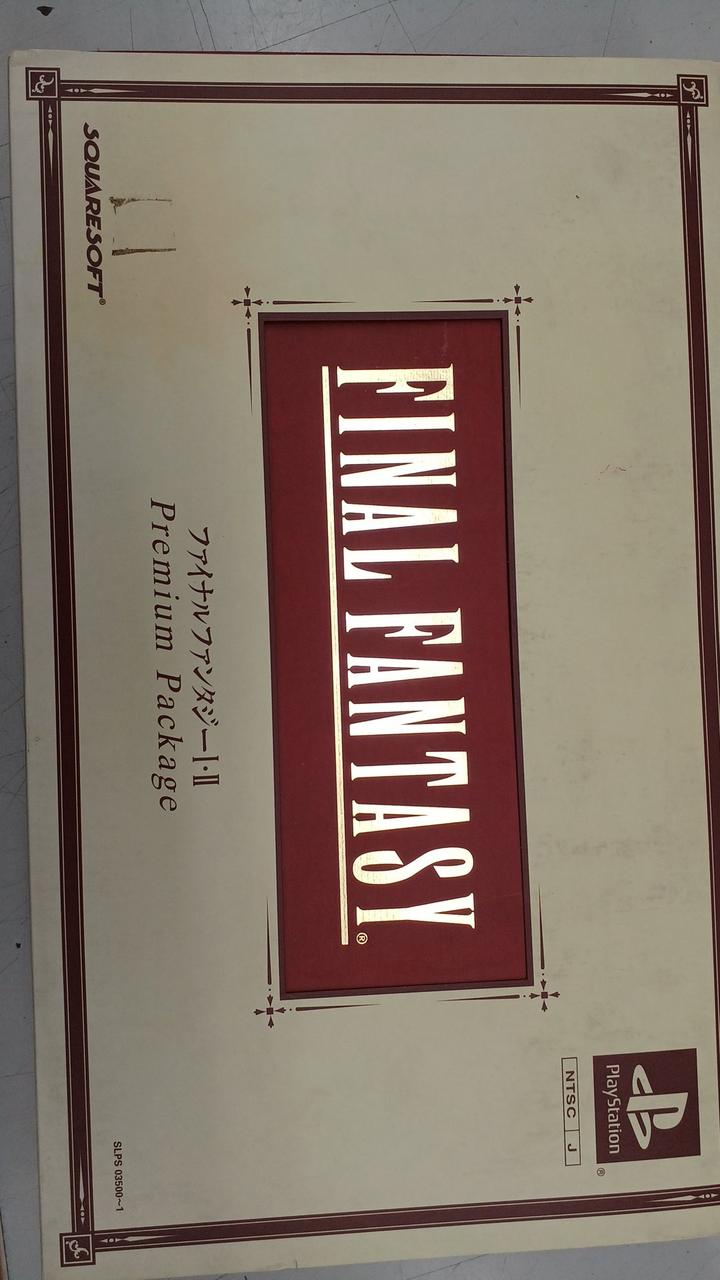 PlayStation
®
NTSC J
FINAL FANTASY®
ファイナルファンタジーI·II
Premium Package
SQUARESOFT®
SLPS 03500~1